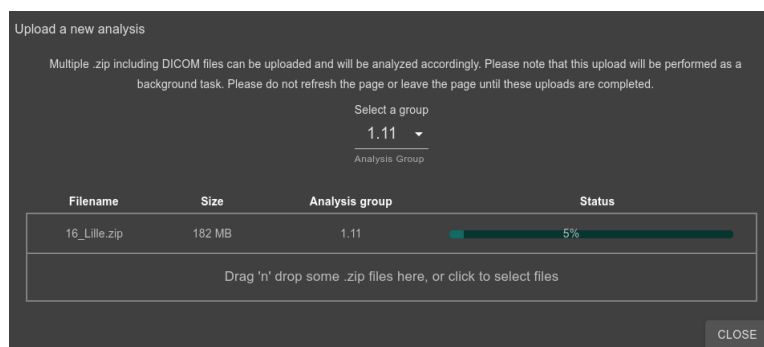 Upload a new analysis
Multiple .zip including DICOM files can be uploaded and will be analyzed accordingly. Please note that this upload will be performed as a
background task. Please do not refresh the page or leave the page until these uploads are completed.
Select a group
1.11
Analysis Group
Filename Size Analysis group Status
16_Lille.zip 182 MB 1.11 5%
Drag 'n' drop some .zip files here, or click to select files
CLOSE